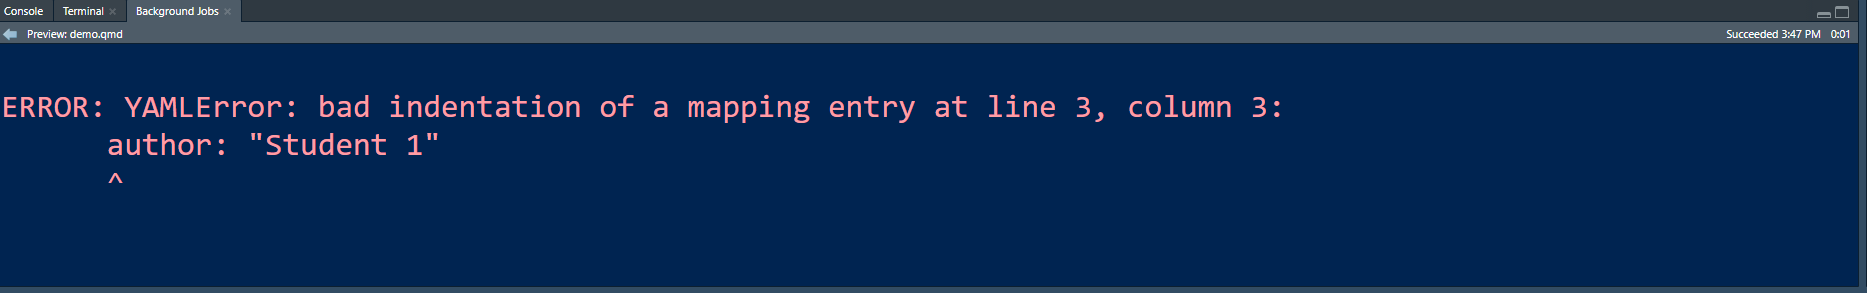 Console Terminal Background Jobs
Preview: demo.qmd Succeeded 3:47 PM 0:01
ERROR: YAMLError: bad indentation of a mapping entry at line 3, column 3:
author: "Student 1"
^